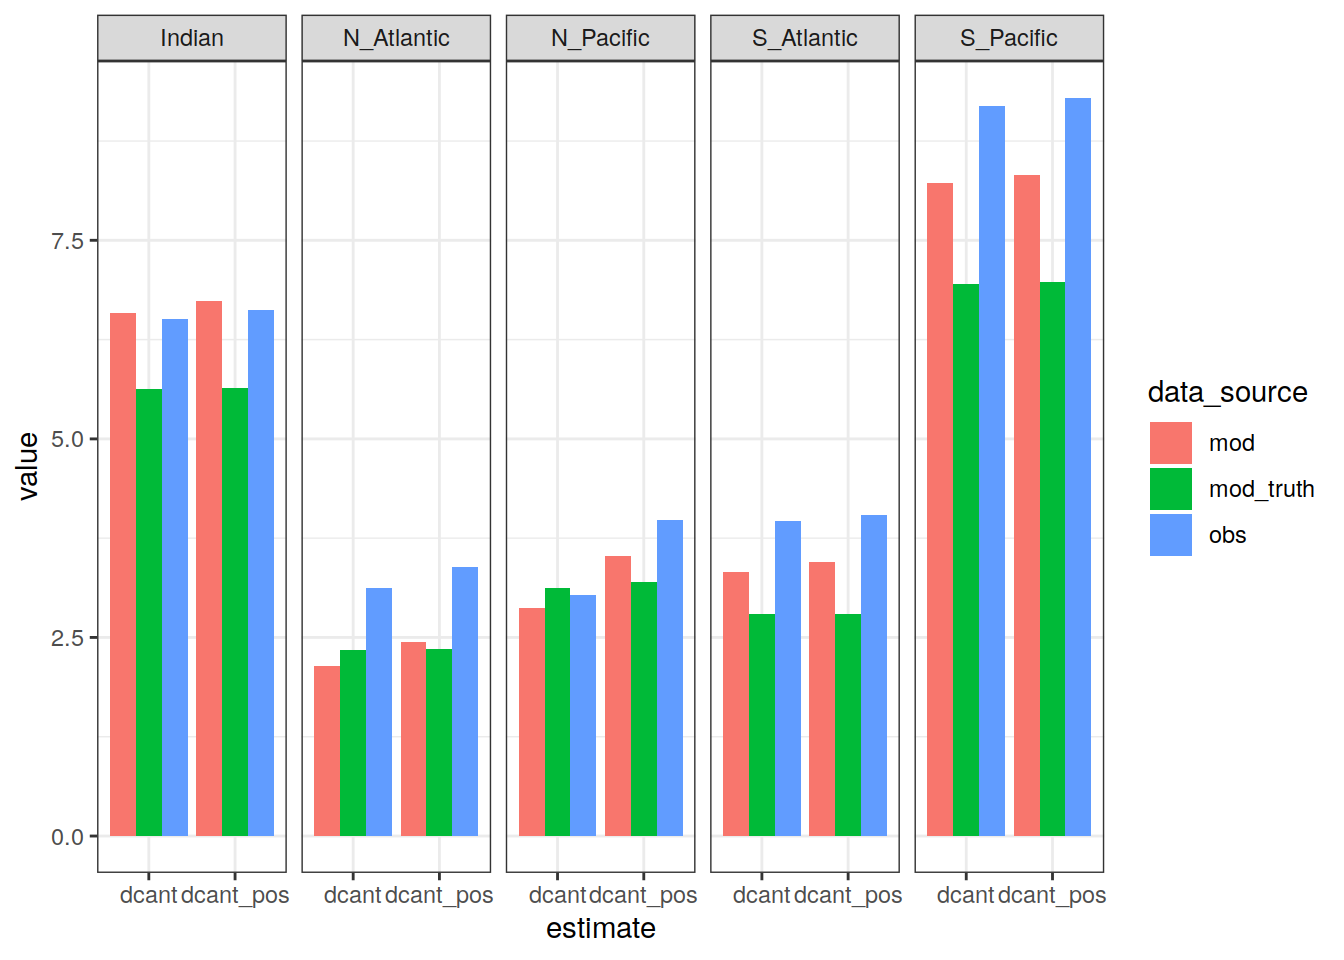 Indian
N_Atlantic
N_Pacific
S_Atlantic
S_Pacific
7.5
5.0
2.5
0.0
value
dcant dcant_pos
dcant dcant_pos
dcant dcant_pos
dcant dcant_pos
dcant dcant_pos
estimate
data_source
mod
mod_truth
obs